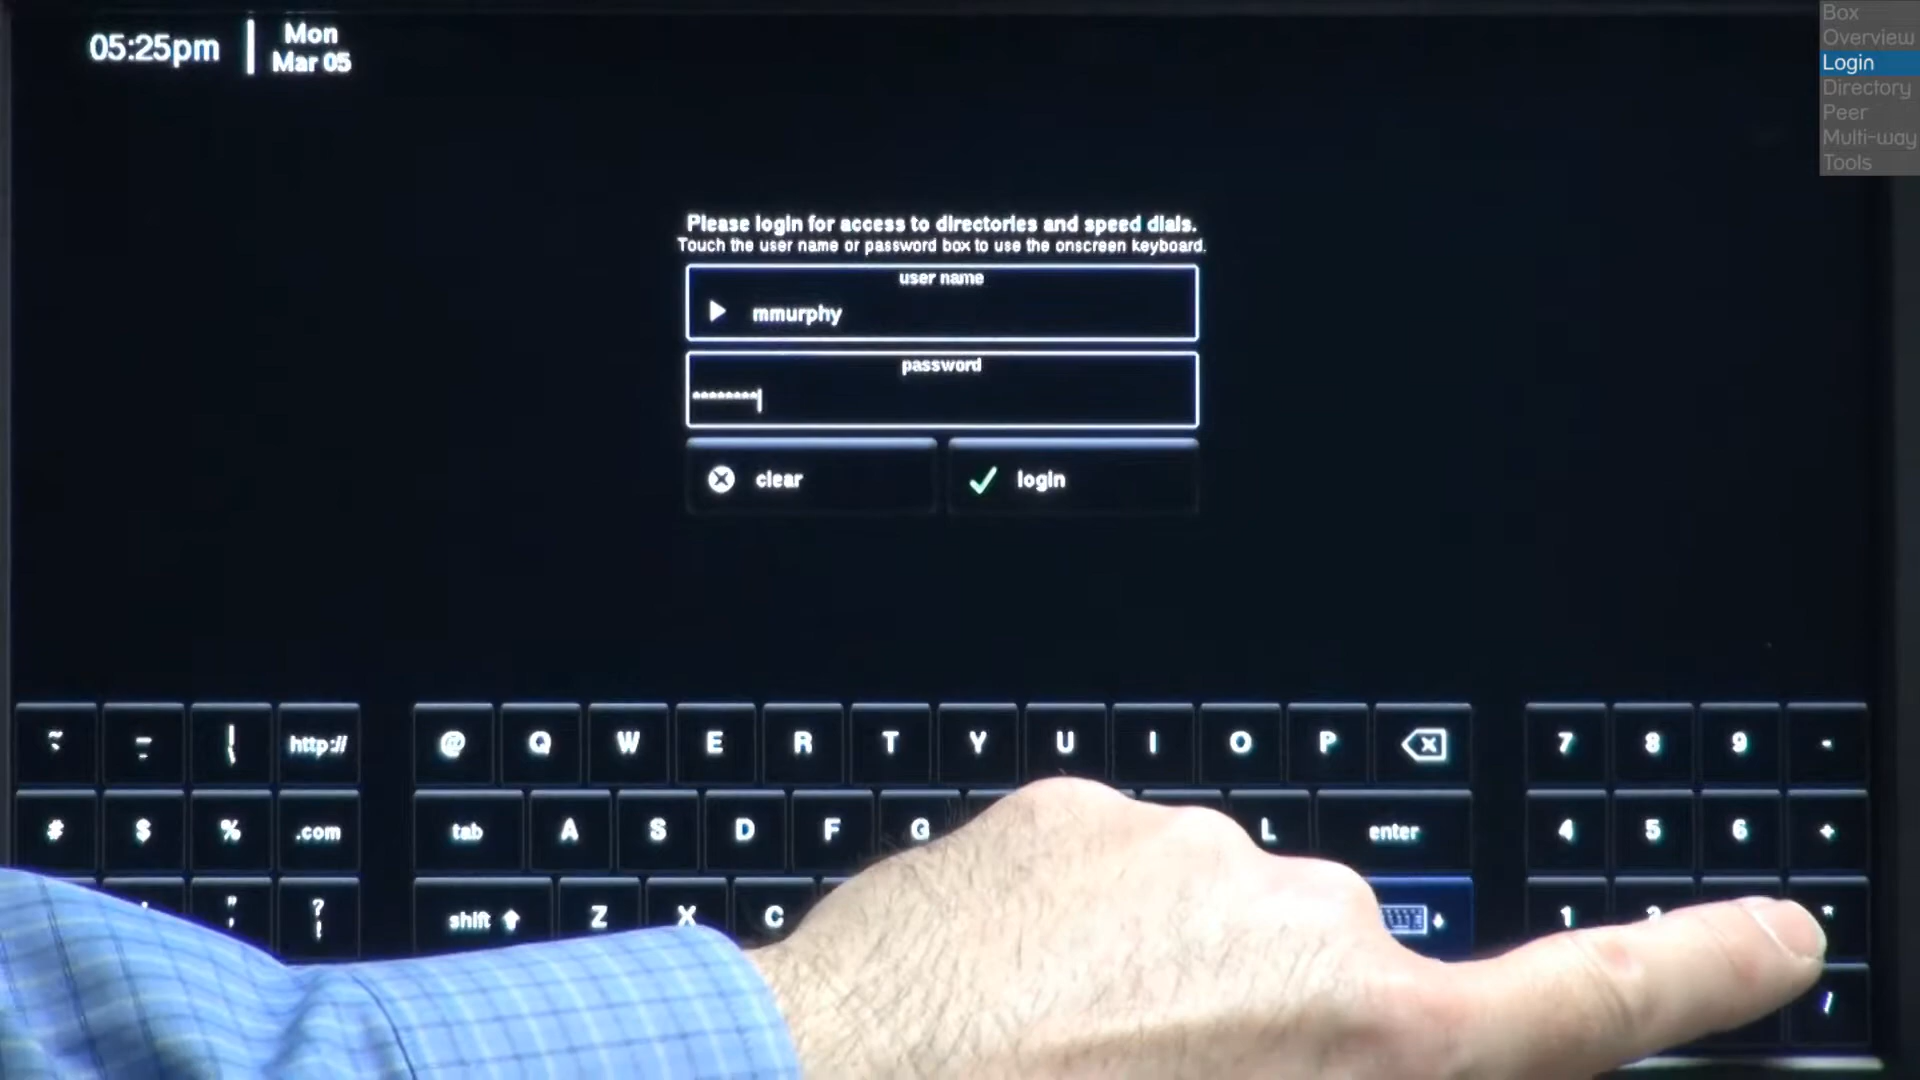 05:25pm
Mon
Mar 05
Box
Overview
Login
Directory
Peer
Multi-way
Tools
Please login for access to directories and speed dials.
Touch the user name or password box to use the onscreen keyboard.
user name
mmurphy
password
********
clear
login
~ _ | http:// @ Q W E R T Y U I O P 7 8 9 -
# $ % .com tab A S D F G L enter 4 5 6 +
" ? shift Z X C 1 *
! /